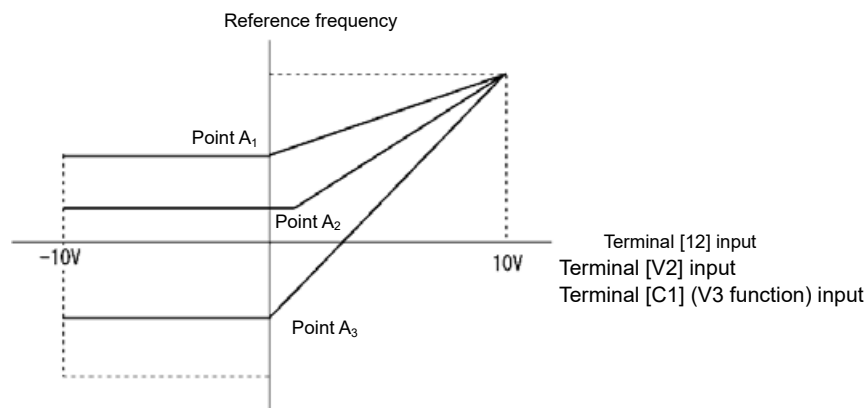 Reference frequency
Point A1
Point A2
-10V
10V
Terminal [12] input
Terminal [V2] input
Terminal [C1] (V3 function) input
Point A3